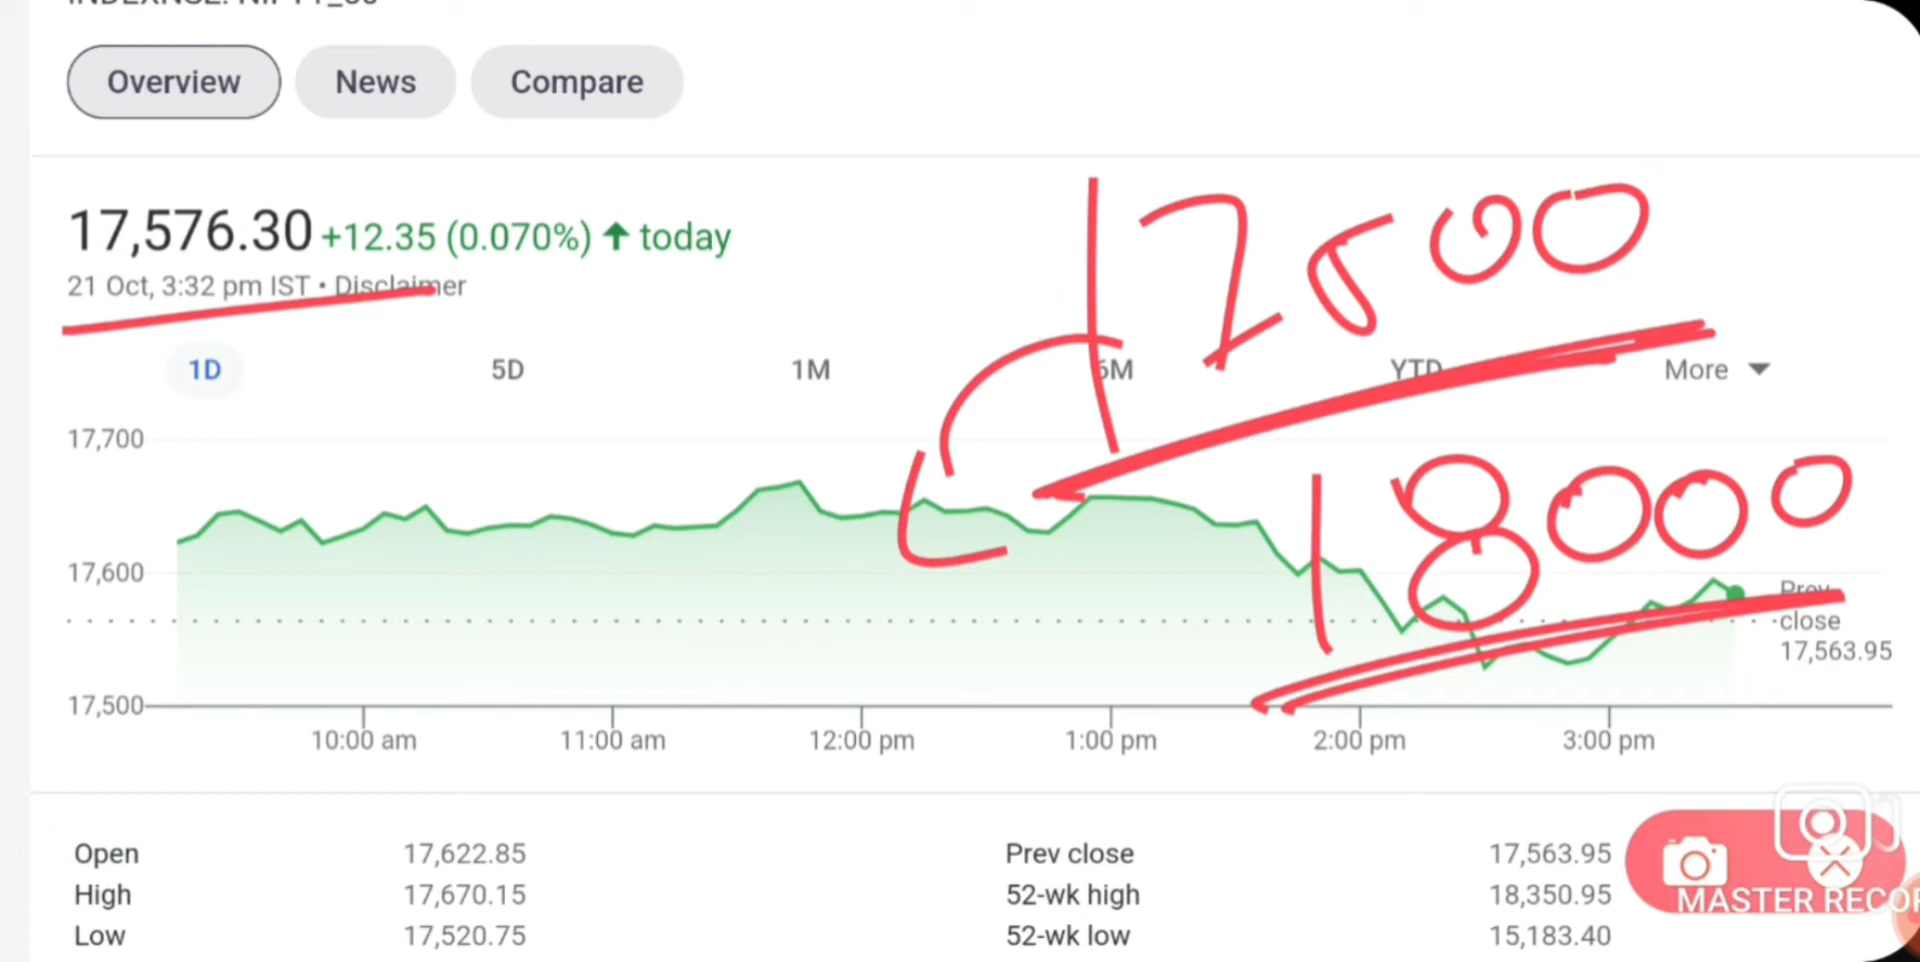 Overview News Compare
17,576.30 +12.35 (0.070%) ↑ today
21 Oct, 3:32 pm IST • Disclaimer
1D 5D 1M 6M YTD More
17,700
17,600
17,500
17500
18000
Prev
close
17,563.95
10:00 am 11:00 am 12:00 pm 1:00 pm 2:00 pm 3:00 pm
Open 17,622.85 Prev close 17,563.95
High 17,670.15 52-wk high 18,350.95
Low 17,520.75 52-wk low 15,183.40
MASTER RECOR